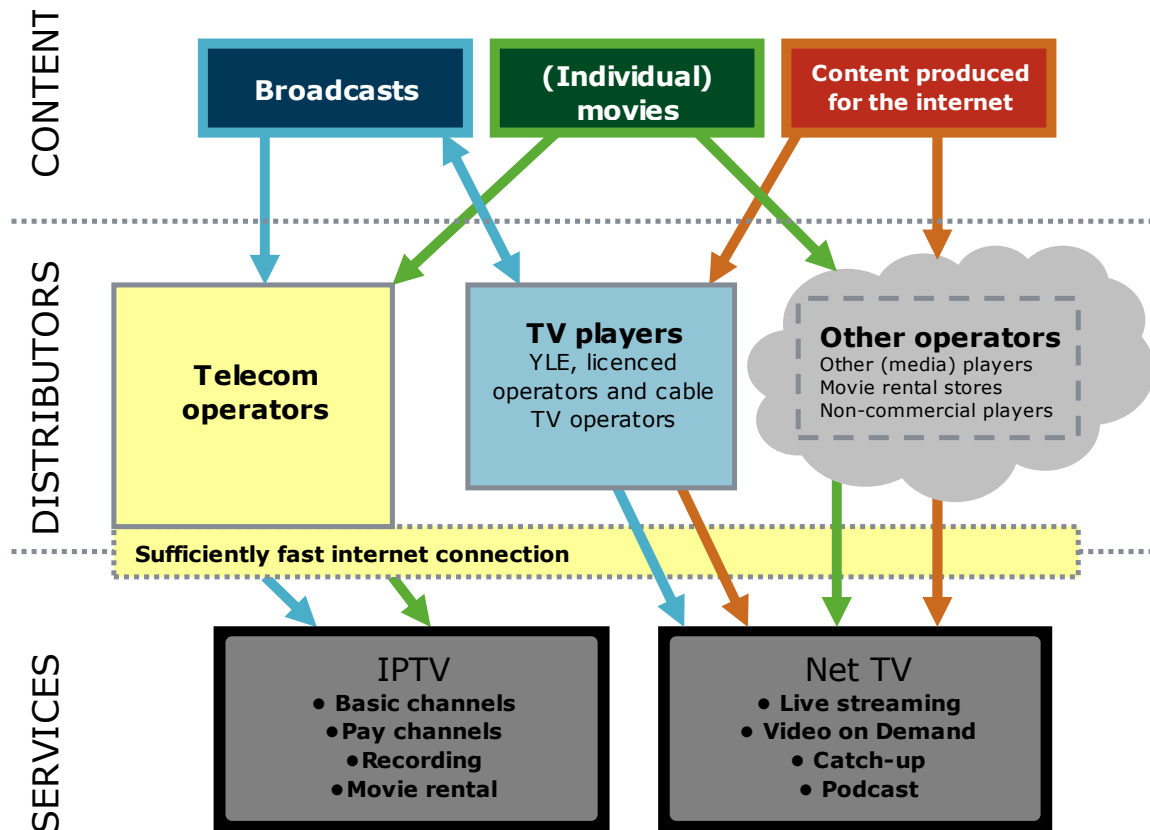 CONTENT
Broadcasts
(Individual)
movies
Content produced
for the internet
DISTRIBUTORS
Telecom
operators
TV players
YLE, licenced
operators and cable
TV operators
Other operators
Other (media) players
Movie rental stores
Non-commercial players
Sufficiently fast internet connection
SERVICES
IPTV
● Basic channels
●Pay channels
●Recording
●Movie rental
Net TV
● Live streaming
● Video on Demand
● Catch-up
● Podcast